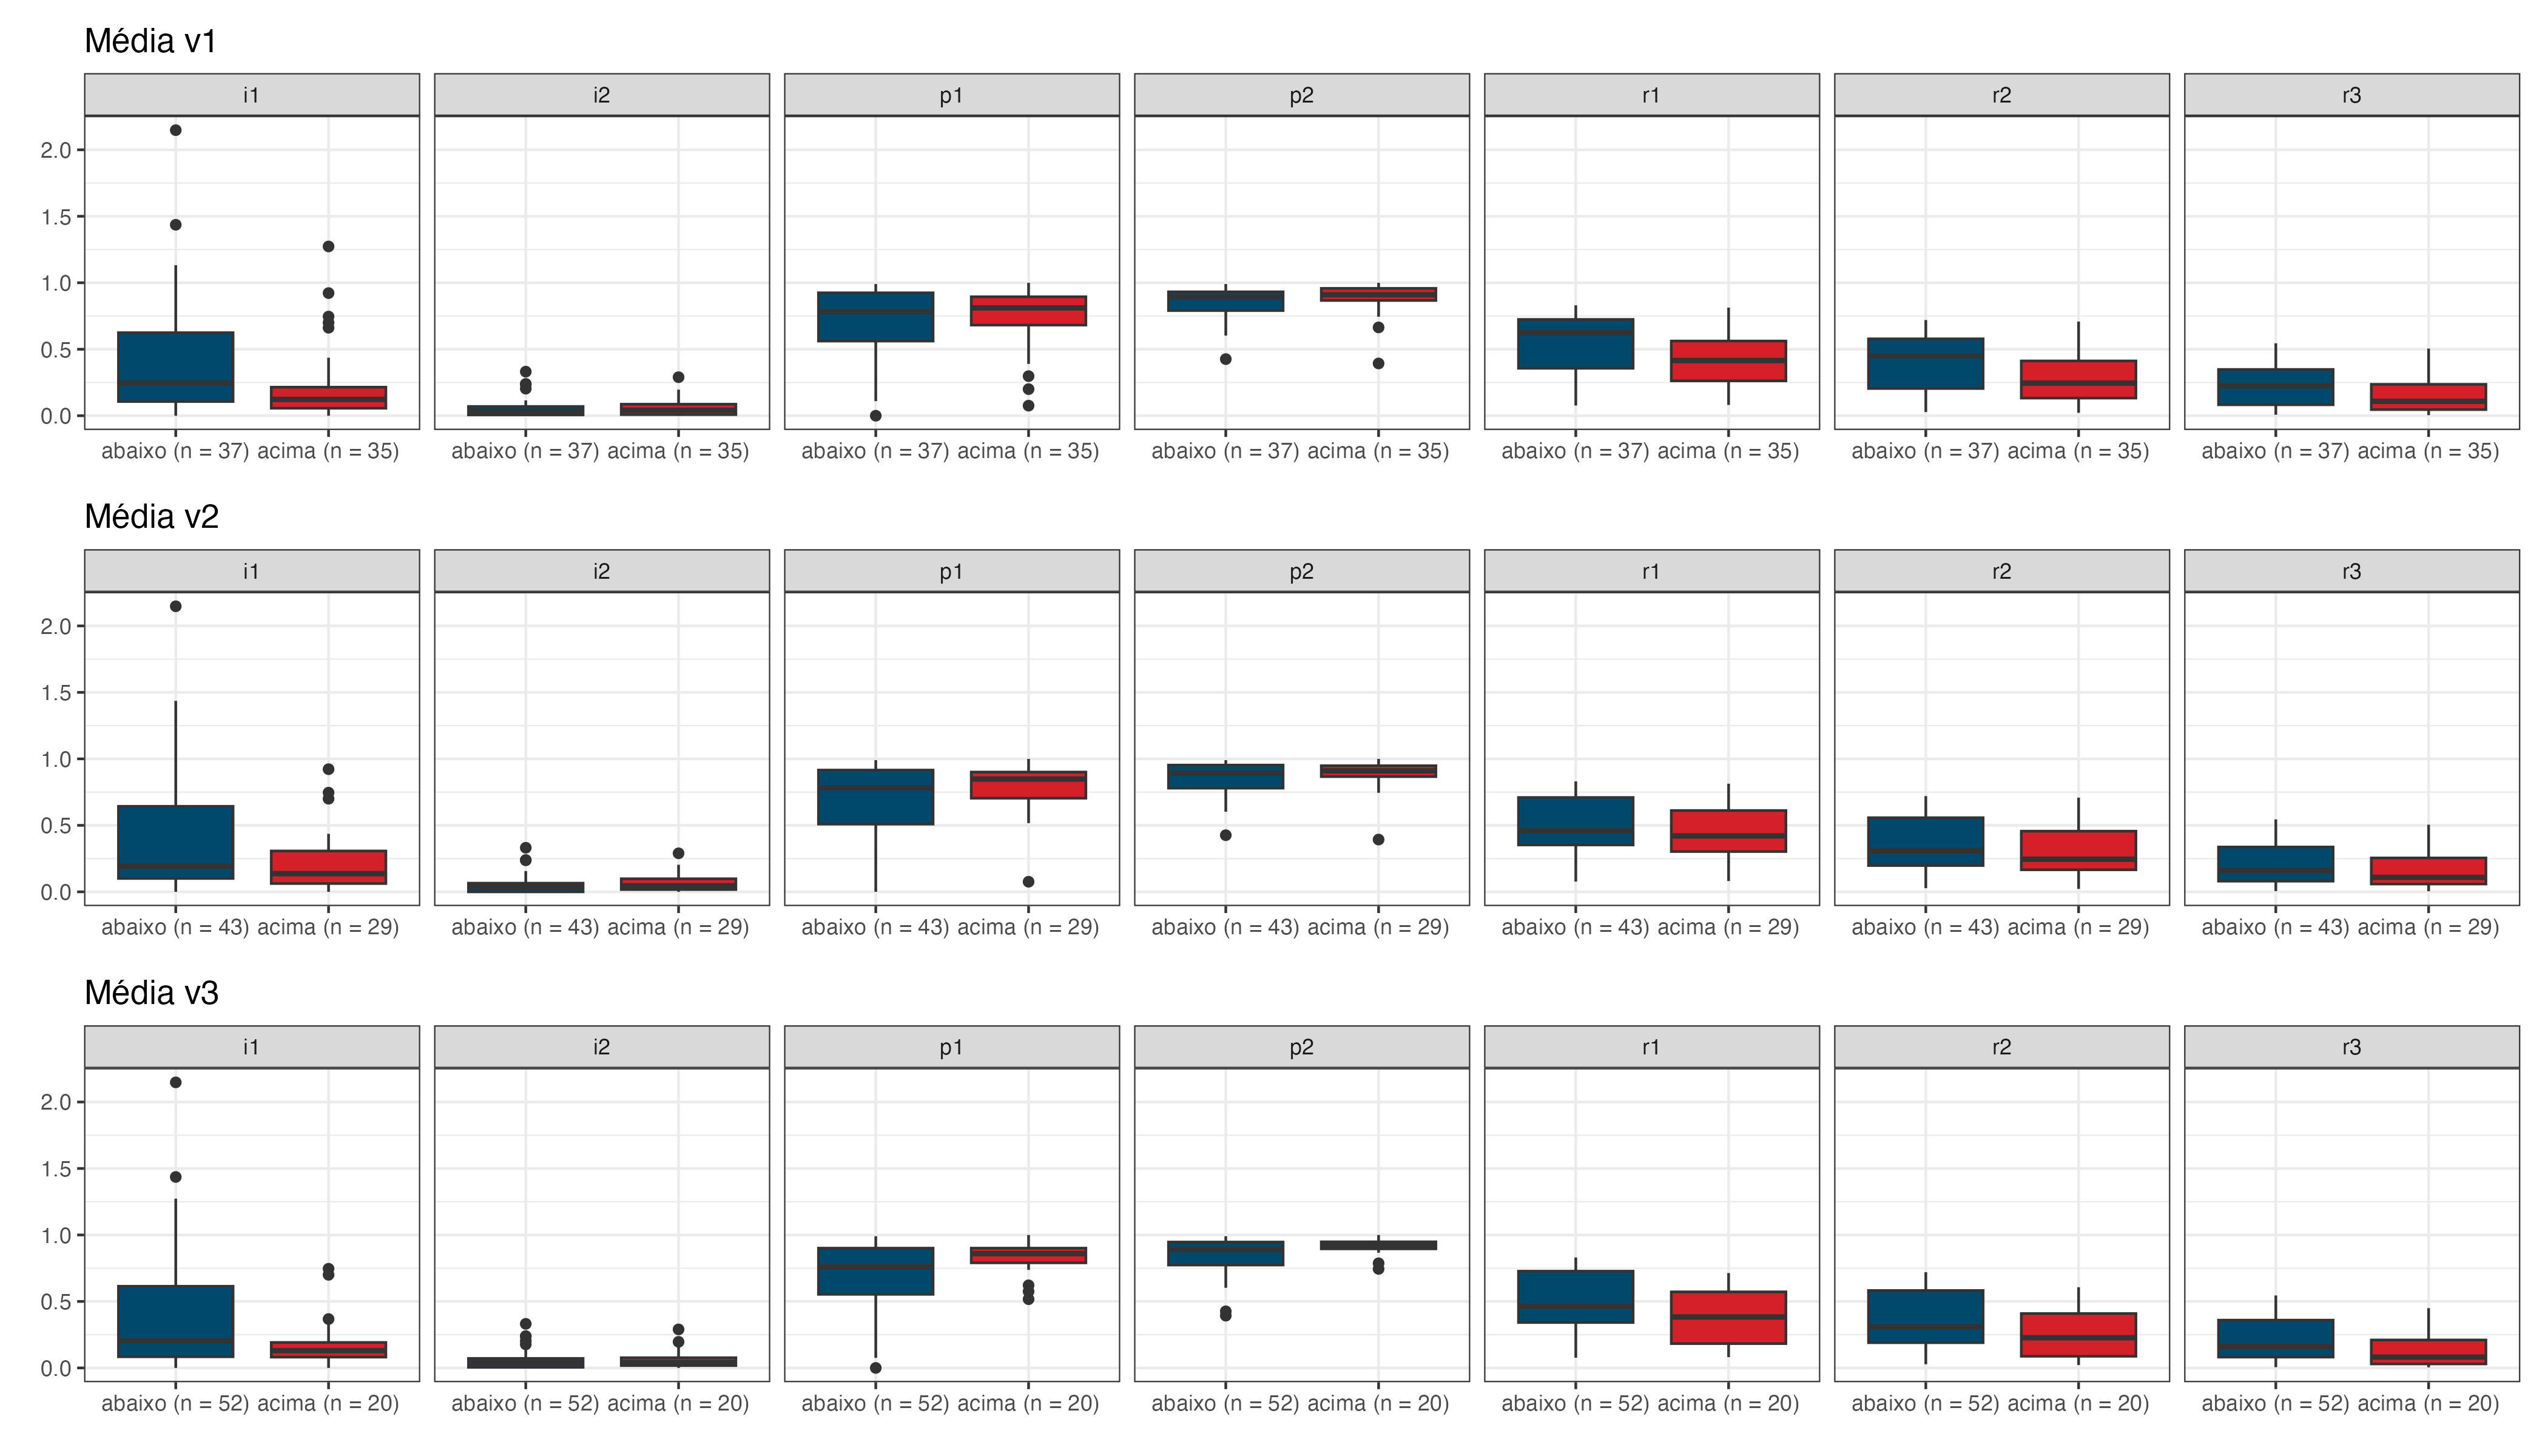 Média v1
i1 i2 p1 p2 r1 r2 r3
2.0
1.5
1.0
0.5
0.0
abaixo (n = 37) acima (n = 35) abaixo (n = 37) acima (n = 35) abaixo (n = 37) acima (n = 35) abaixo (n = 37) acima (n = 35) abaixo (n = 37) acima (n = 35) abaixo (n = 37) acima (n = 35) abaixo (n = 37) acima (n = 35)
Média v2
i1 i2 p1 p2 r1 r2 r3
2.0
1.5
1.0
0.5
0.0
abaixo (n = 43) acima (n = 29) abaixo (n = 43) acima (n = 29) abaixo (n = 43) acima (n = 29) abaixo (n = 43) acima (n = 29) abaixo (n = 43) acima (n = 29) abaixo (n = 43) acima (n = 29) abaixo (n = 43) acima (n = 29)
Média v3
i1 i2 p1 p2 r1 r2 r3
2.0
1.5
1.0
0.5
0.0
abaixo (n = 52) acima (n = 20) abaixo (n = 52) acima (n = 20) abaixo (n = 52) acima (n = 20) abaixo (n = 52) acima (n = 20) abaixo (n = 52) acima (n = 20) abaixo (n = 52) acima (n = 20) abaixo (n = 52) acima (n = 20)